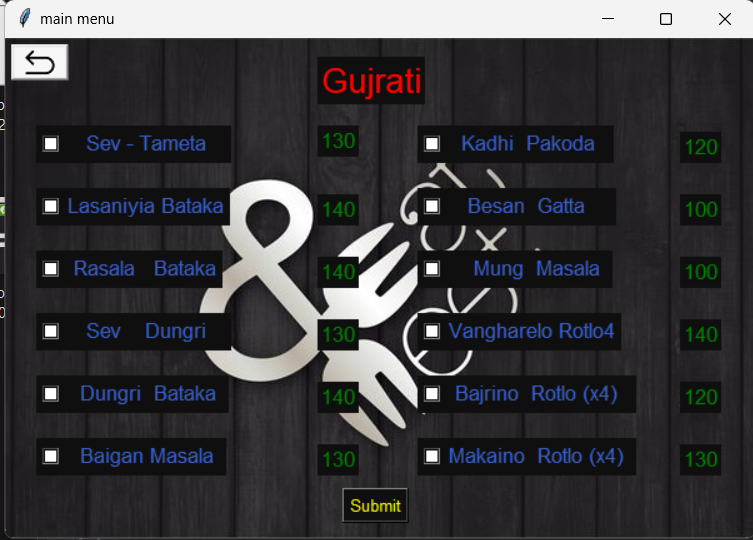 main menu
Gujrati
Sev - Tameta 130 Kadhi Pakoda 120
Lasaniyia Bataka 140 Besan Gatta 100
Rasala Bataka 140 Mung Masala 100
Sev Dungri 130 Vangharelo Rotlo4 140
Dungri Bataka 140 Bajrino Rotlo (x4) 120
Baigan Masala 130 Makaino Rotlo (x4) 130
Submit